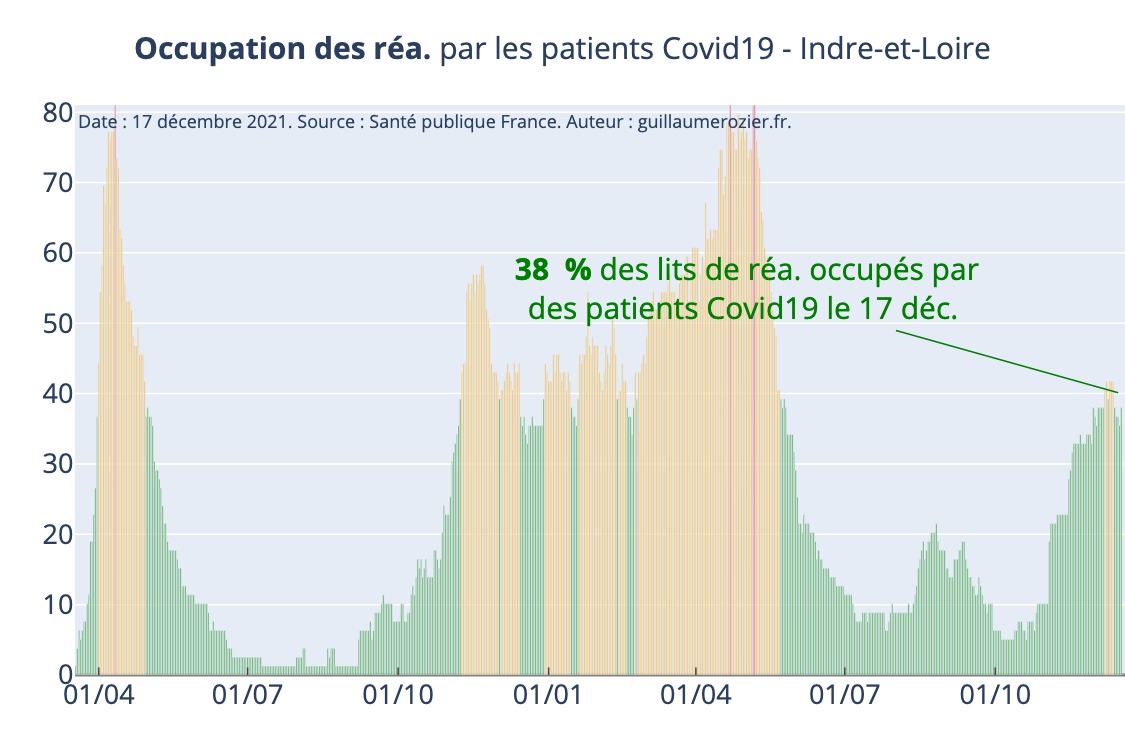 Occupation des réa. par les patients Covid19 - Indre-et-Loire
80
Date : 17 décembre 2021. Source : Santé publique France. Auteur : guillaumerozier.fr.
70
60
38  % des lits de réa. occupés par
des patients Covid19 le 17 déc.
50
40
30
20
10
0
01/04 01/07 01/10 01/01 01/04 01/07 01/10